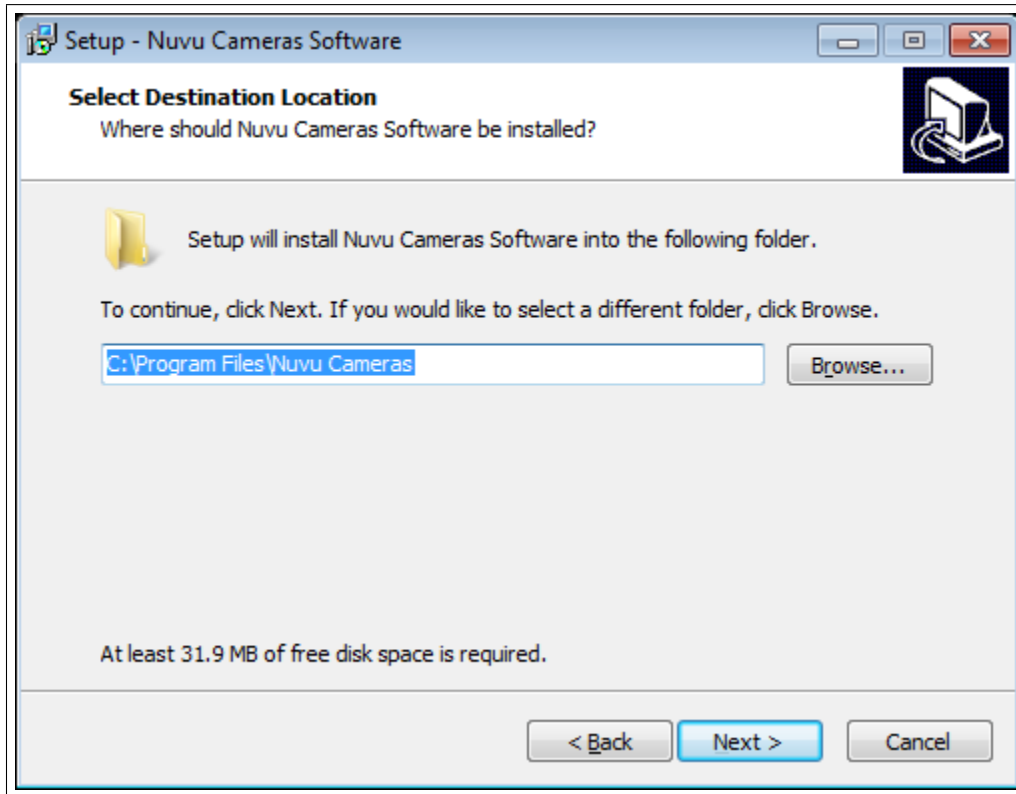 Setup - Nuvu Cameras Software
Select Destination Location
Where should Nuvu Cameras Software be installed?
Setup will install Nuvu Cameras Software into the following folder.
To continue, click Next. If you would like to select a different folder, click Browse.
C:\Program Files\Nuvu Cameras
Browse...
At least 31.9 MB of free disk space is required.
< Back
Next >
Cancel